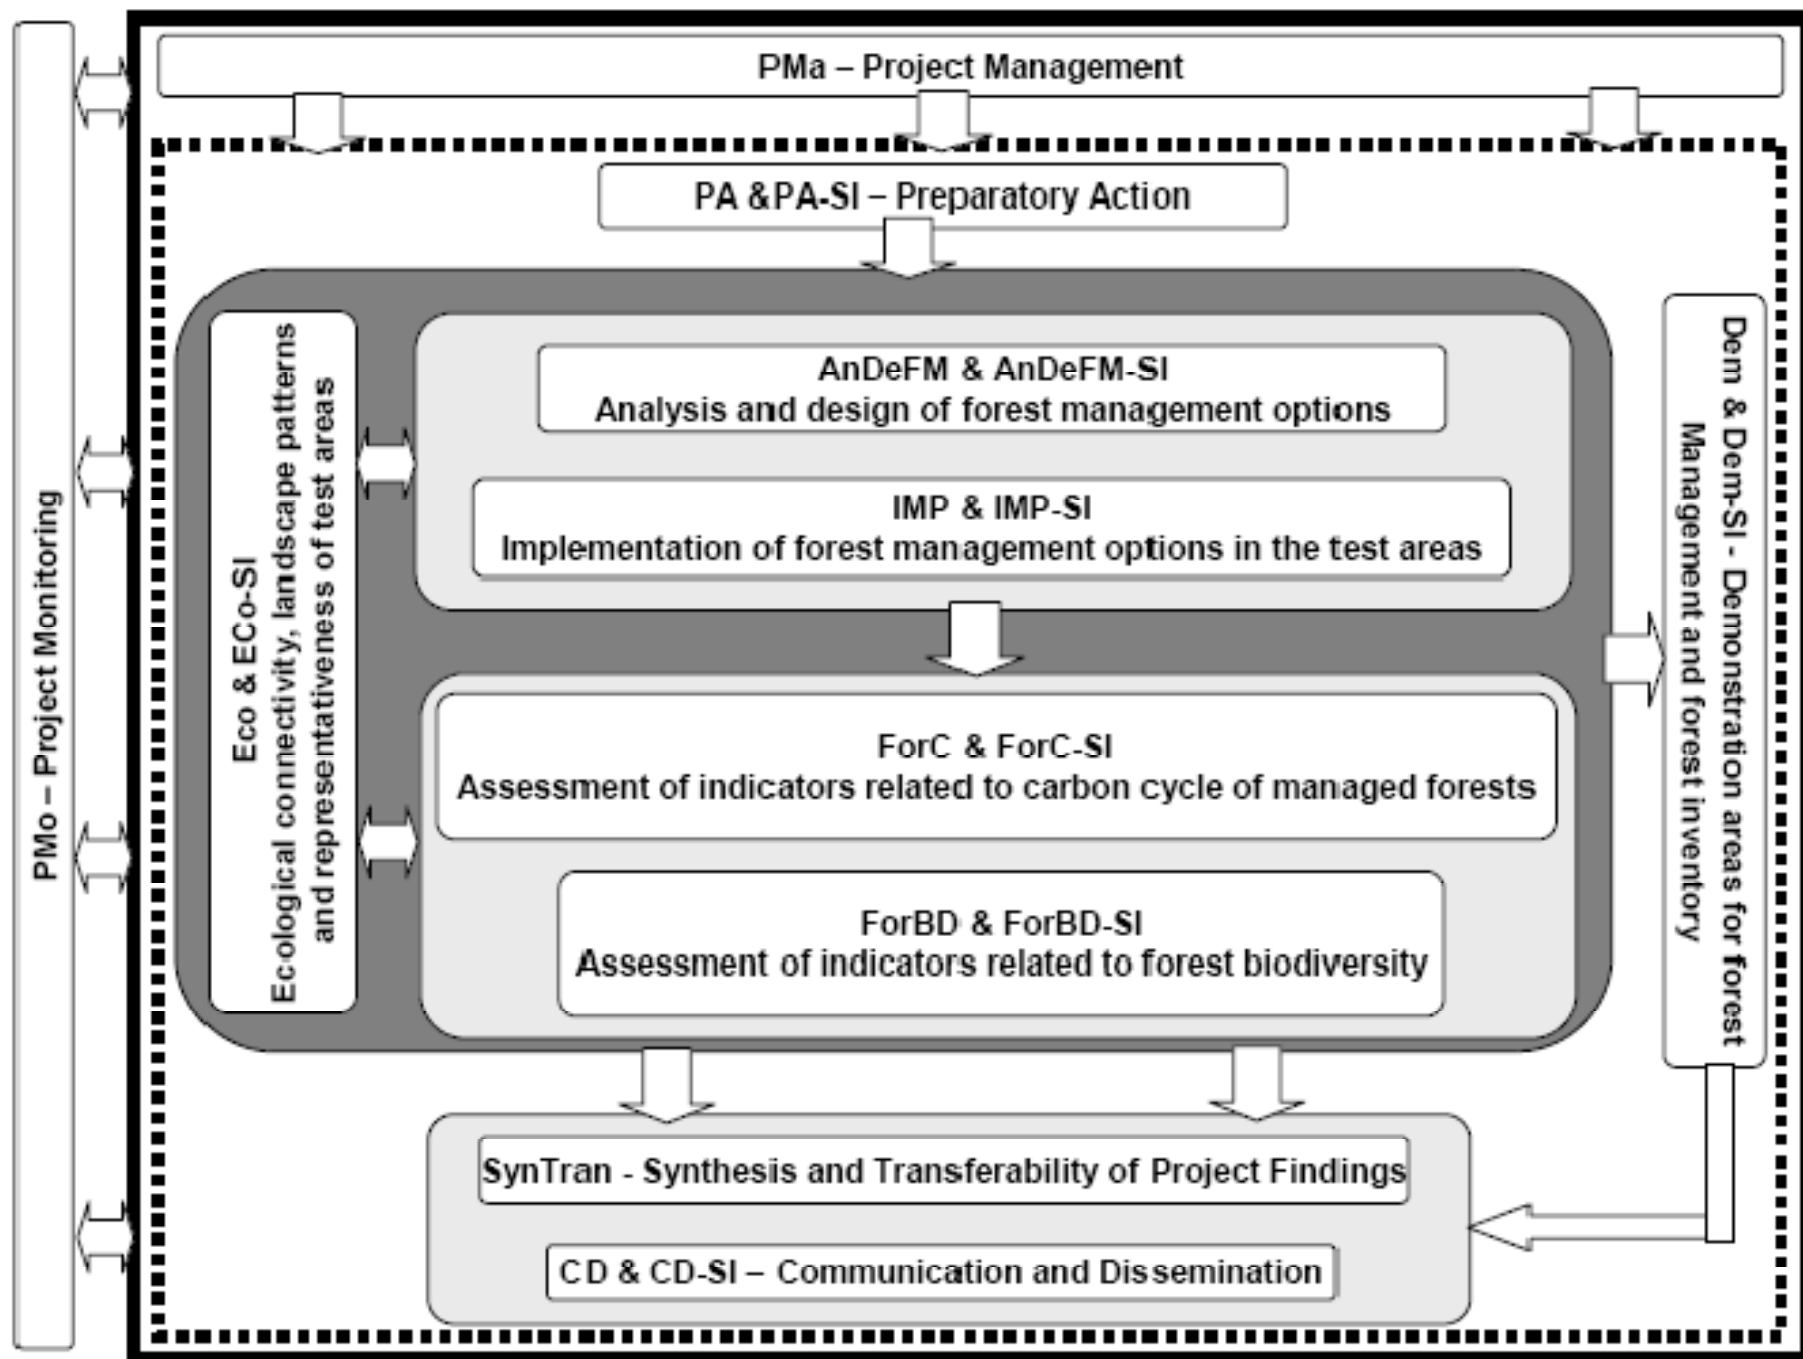 PMa – Project Management
PA &PA-SI – Preparatory Action
AnDeFM & AnDeFM-SI
Analysis and design of forest management options
IMP & IMP-SI
Implementation of forest management options in the test areas
Eco & ECo-SI
Ecological connectivity, landscape patterns
and representativeness of test areas
ForC & ForC-SI
Assessment of indicators related to carbon cycle of managed forests
ForBD & ForBD-SI
Assessment of indicators related to forest biodiversity
Dem & Dem-SI - Demonstration areas for forest
Management and forest inventory
SynTran - Synthesis and Transferability of Project Findings
CD & CD-SI – Communication and Dissemination
PMo – Project Monitoring